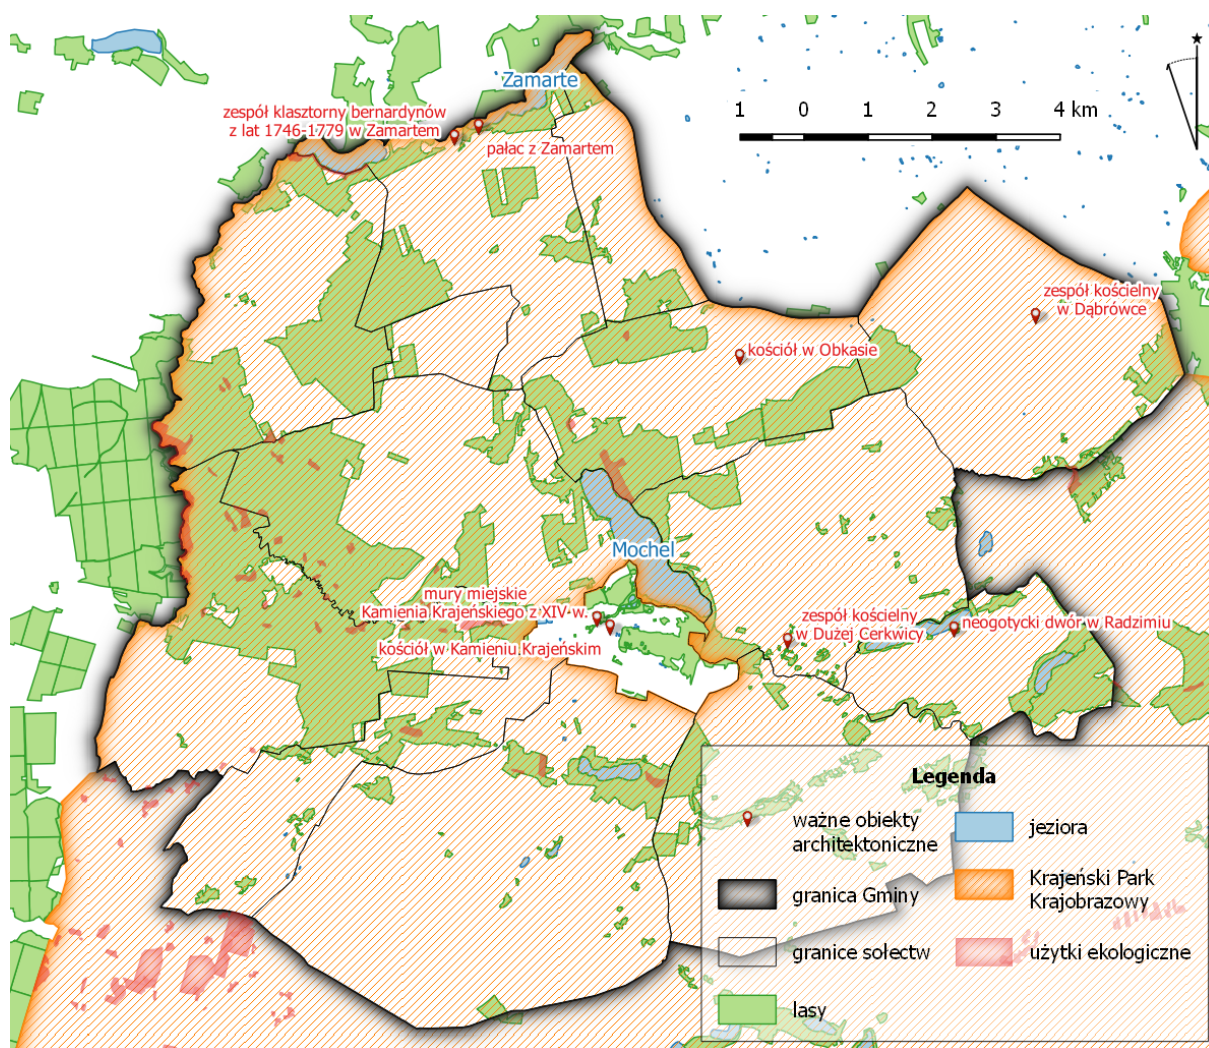 Zamarte
zespół klasztorny bernardynów
z lat 1746-1779 w Zamartem
pałac z Zamartem
1 0 1 2 3 4 km
zespół kościelny
w Dąbrówce
kościół w Obkasie
Mochel
mury miejskie
Kamienia Krajeńskiego z XIV w.
kościół w Kamieniu Krajeńskim
zespół kościelny
w Dużej Cerkwicy
neogotycki dwór w Radzimiu
Legenda
ważne obiekty
architektoniczne
granica Gminy
granice sołectw
lasy
jeziora
Krajeński Park
Krajobrazowy
użytki ekologiczne